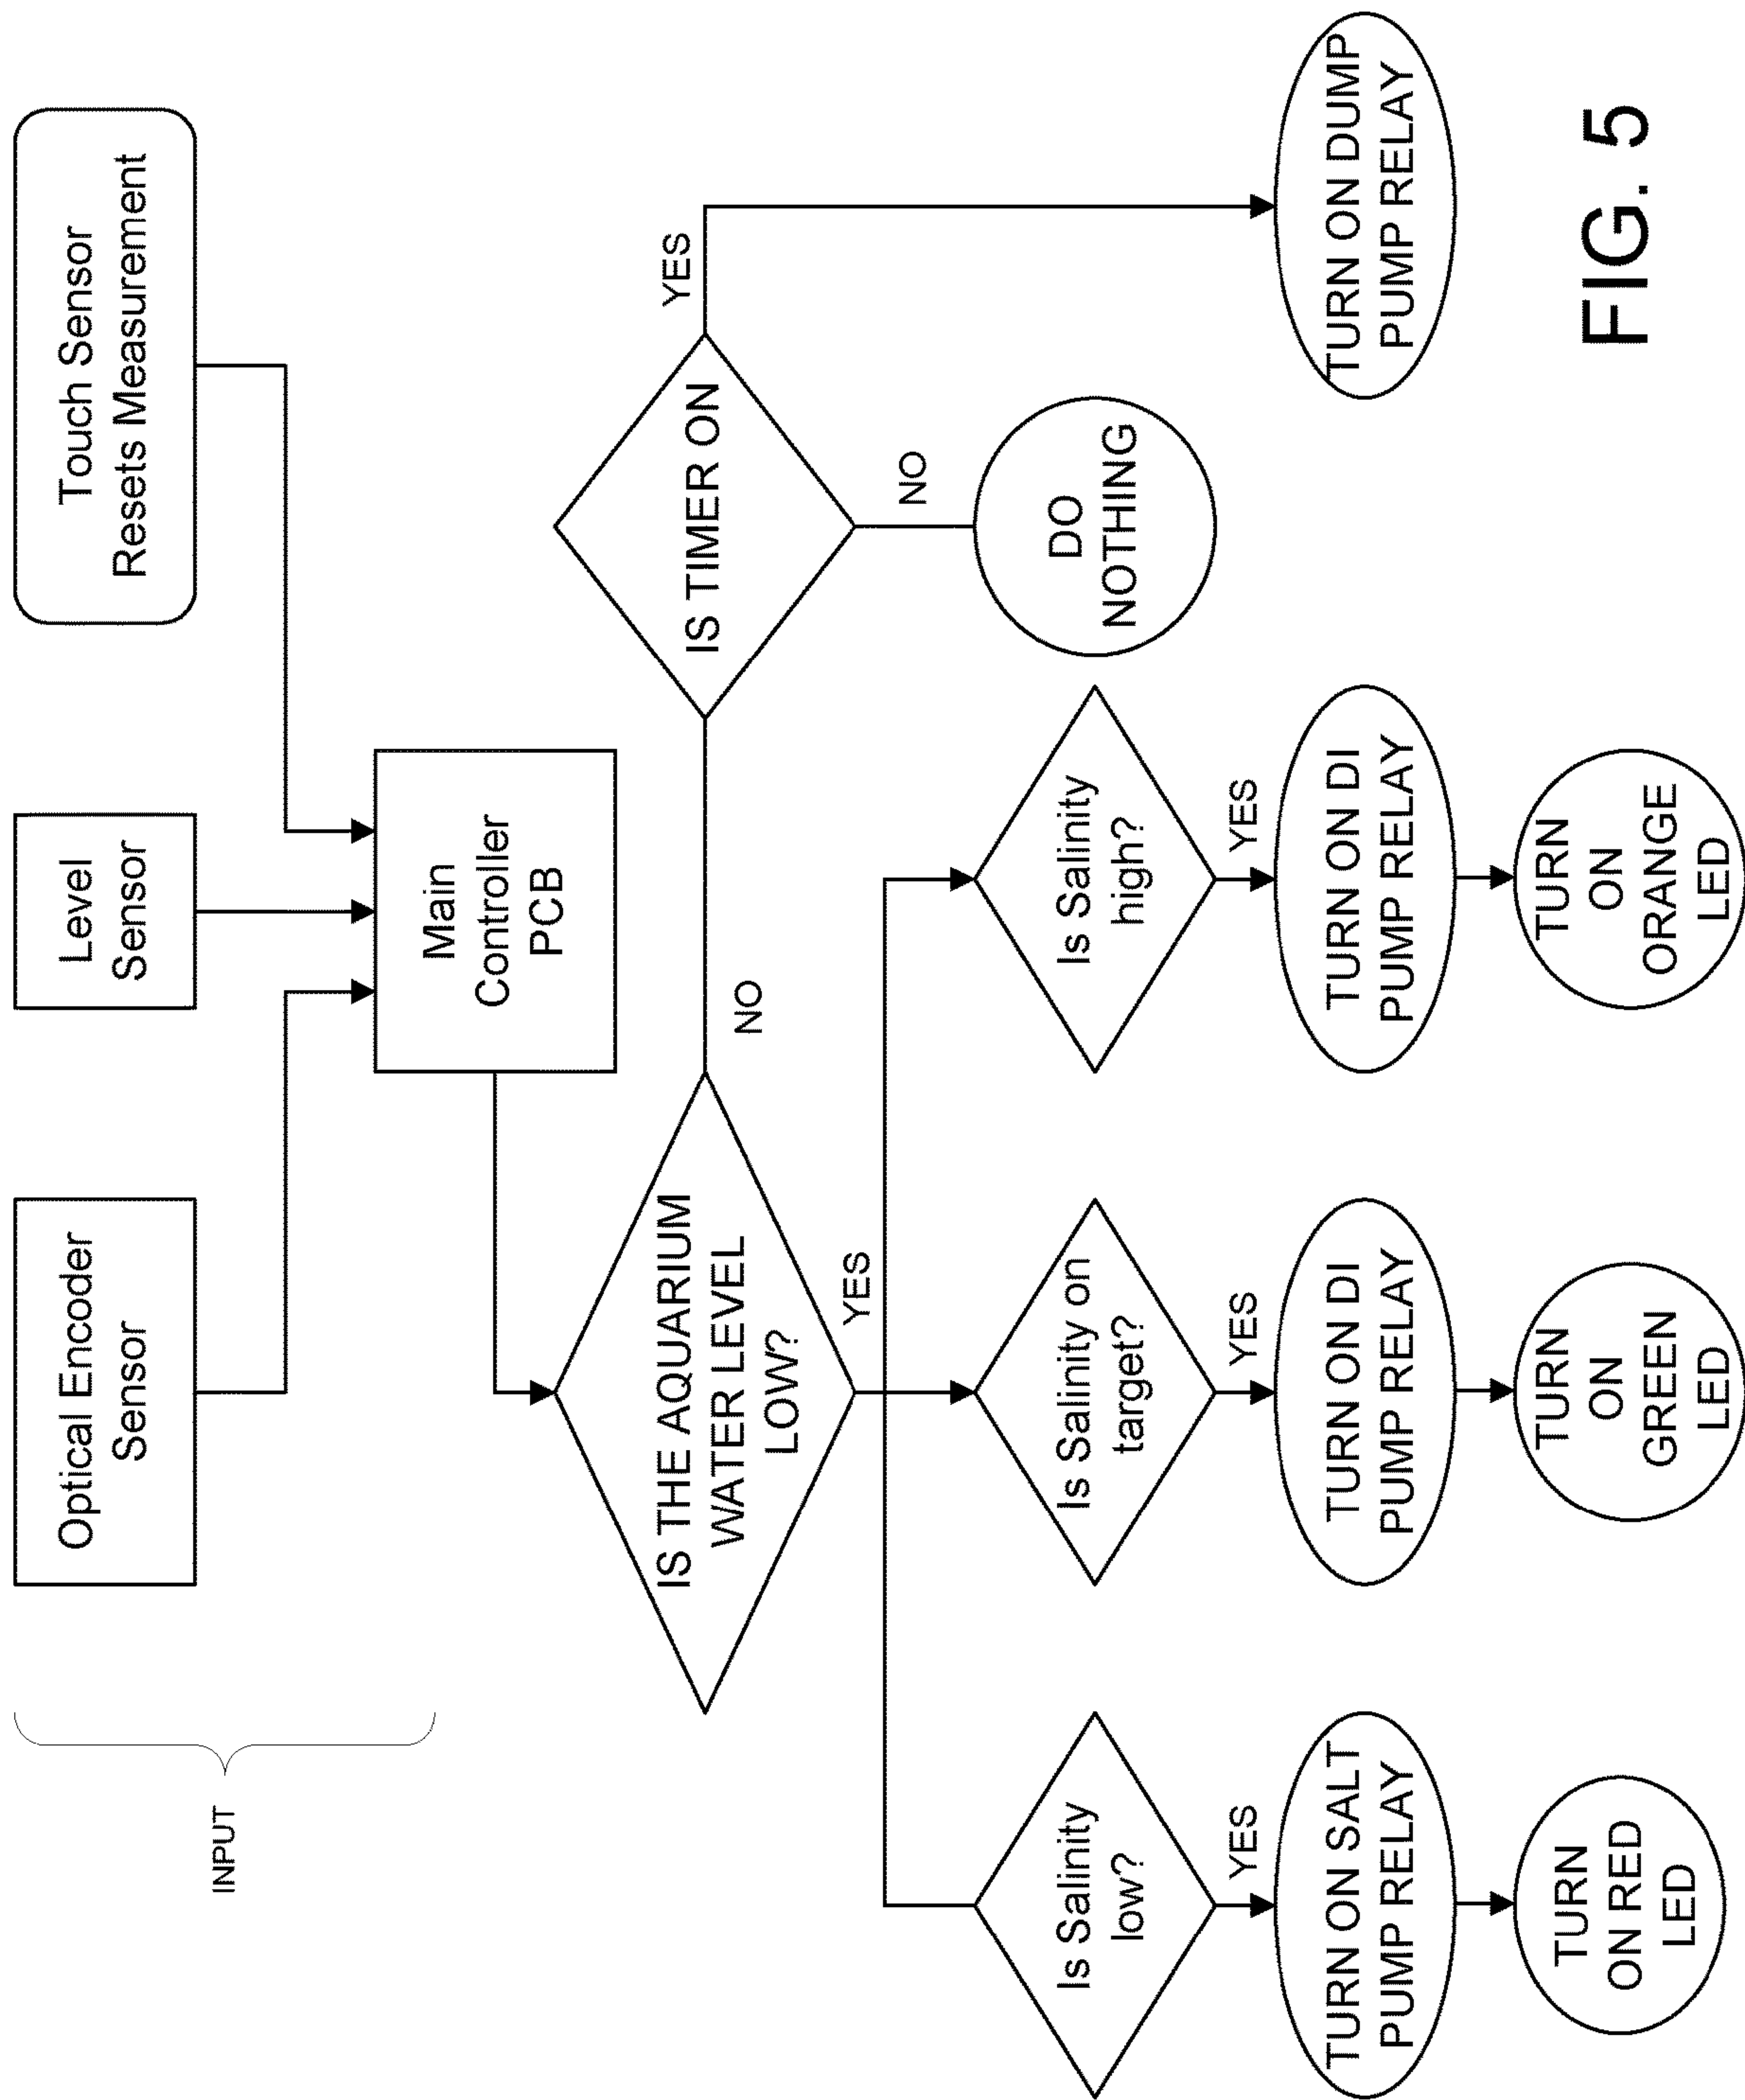 INPUT
Optical Encoder
Sensor
Level
Sensor
Touch Sensor
Resets Measurement
Main
Controller
PCB
IS THE AQUARIUM
WATER LEVEL
LOW?
NO
IS TIMER ON
YES
YES
NO
Is Salinity
low?
Is Salinity on
target?
Is Salinity
high?
DO
NOTHING
YES
YES
YES
TURN ON SALT
PUMP RELAY
TURN ON DI
PUMP RELAY
TURN ON DI
PUMP RELAY
TURN ON DUMP
PUMP RELAY
TURN
ON RED
LED
TURN
ON
GREEN
LED
TURN
ON
ORANGE
LED
FIG. 5